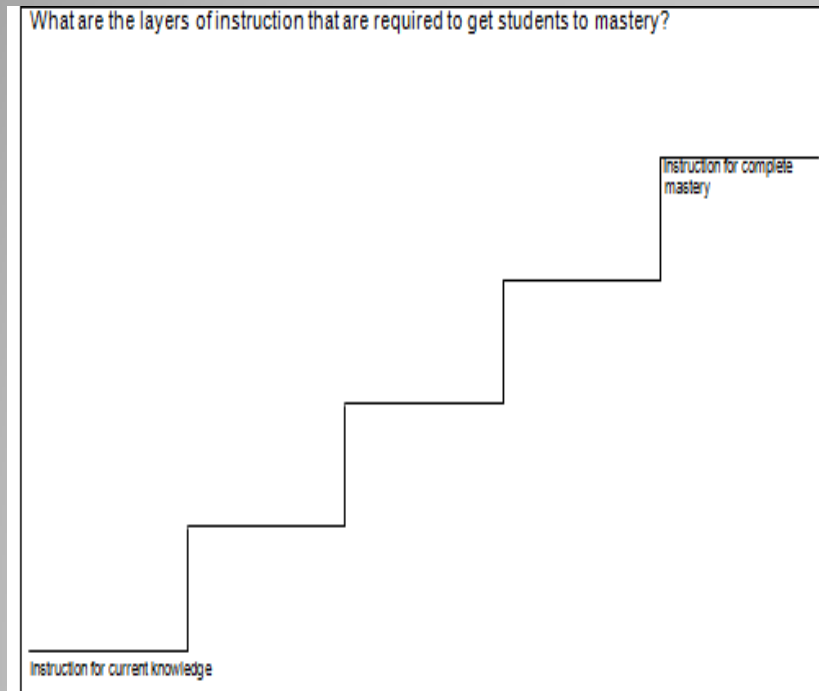 What are the layers of instruction that are required to get students to mastery?
Instruction for complete
mastery
Instruction for current knowledge